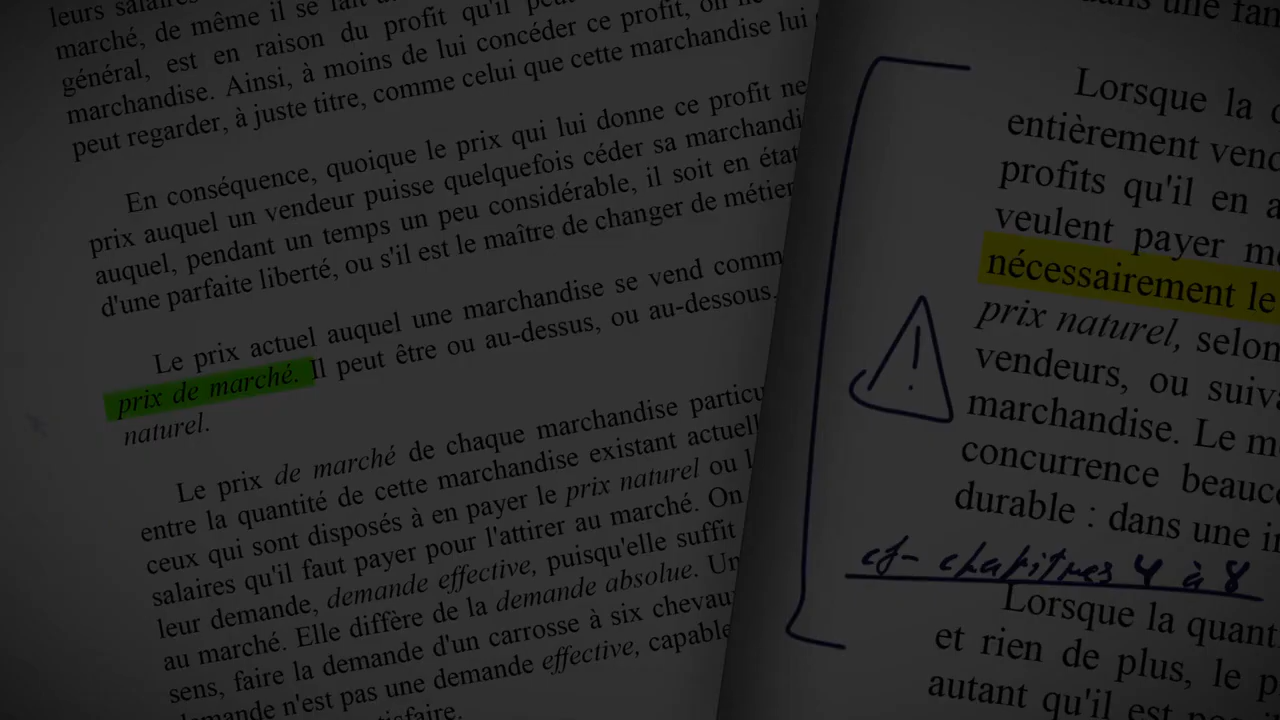 leurs salaires
marché, de même il se fait
général, est en raison du profit qu'il
marchandise. Ainsi, à moins de lui concéder ce profit, on ne
peut regarder, à juste titre, comme celui que cette marchandise lui
En conséquence, quoique le prix qui lui donne ce profit ne
prix auquel un vendeur puisse quelquefois céder sa marchandi
auquel, pendant un temps un peu considérable, il soit en état
d'une parfaite liberté, ou s'il est le maître de changer de métier
Le prix actuel auquel une marchandise se vend comm
prix de marché. Il peut être ou au-dessus, ou au-dessous,
naturel.
Le prix de marché de chaque marchandise particu
entre la quantité de cette marchandise existant actuell
ceux qui sont disposés à en payer le prix naturel ou l
salaires qu'il faut payer pour l'attirer au marché. On
leur demande, demande effective, puisqu'elle suffit
au marché. Elle diffère de la demande absolue. Un
sens, faire la demande d'un carrosse à six chevau
demande n'est pas une demande effective, capable
satisfaire.
dans une fam
Lorsque la
entièrement vend
profits qu'il en a
veulent payer m
nécessairement le
prix naturel, selon
vendeurs, ou suiva
marchandise. Le m
concurrence beauc
durable : dans une i
cf - chapitres 4 à 8
Lorsque la quant
et rien de plus, le p
autant qu'il est